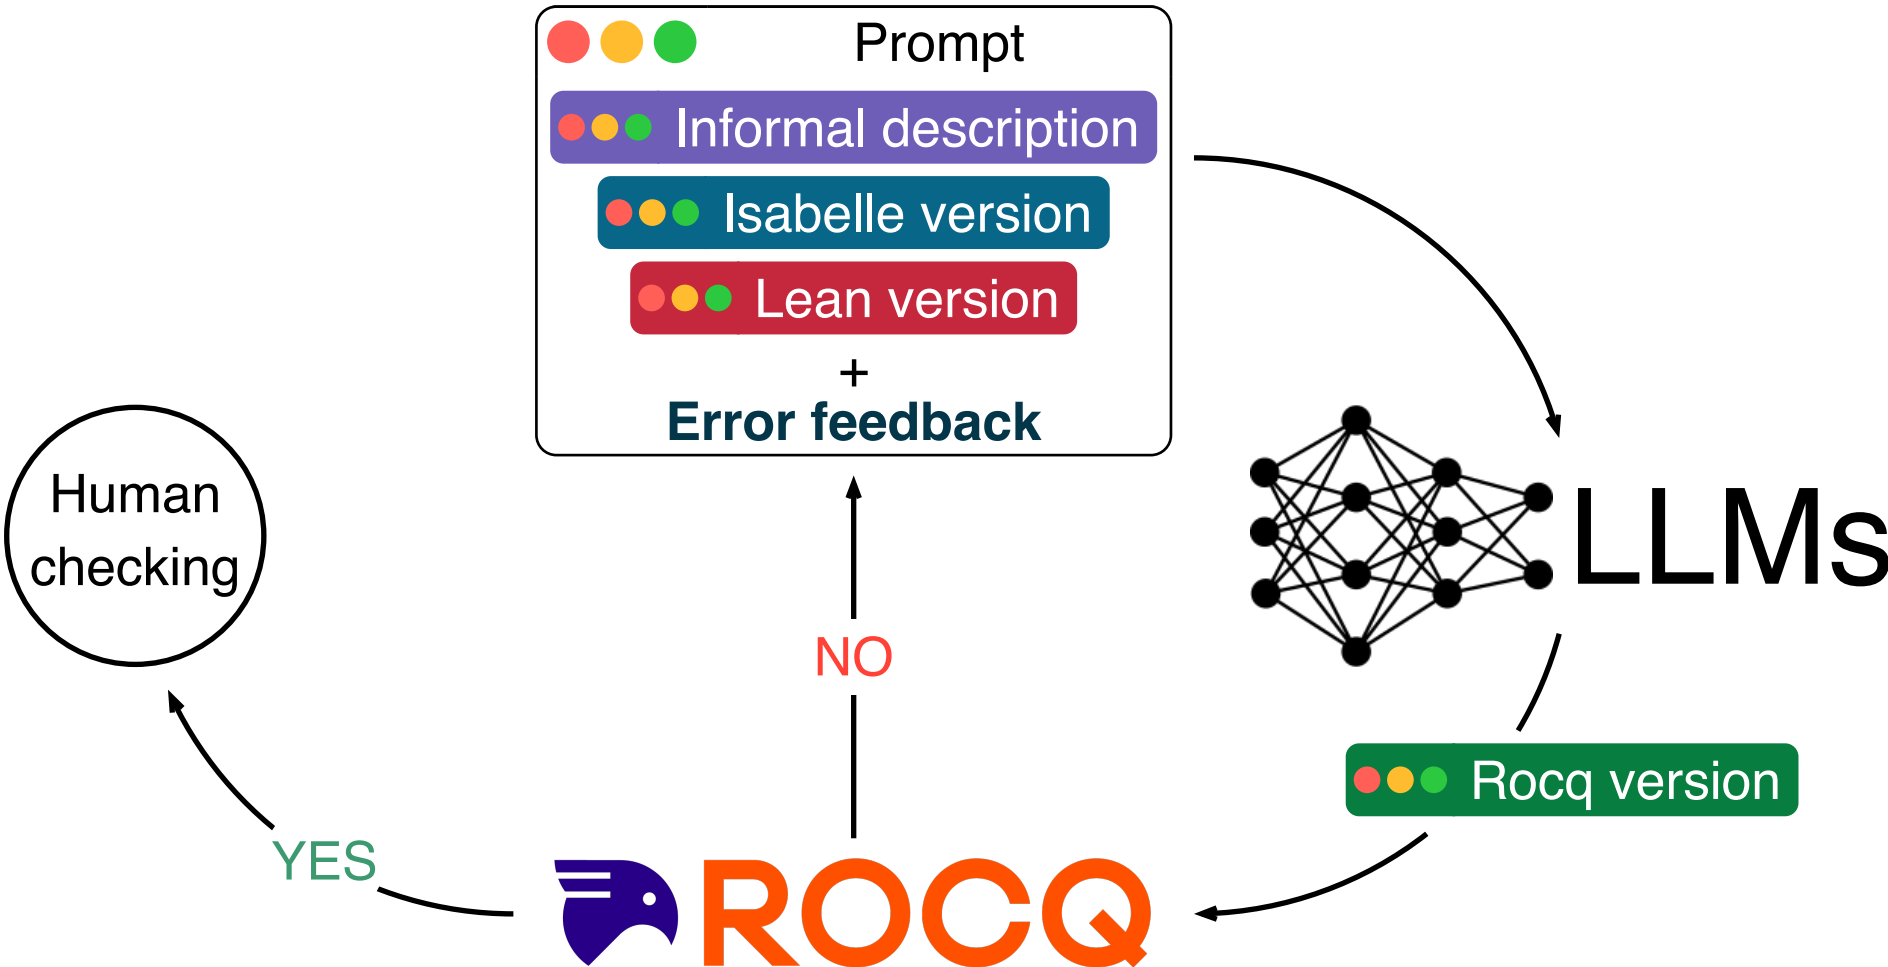 Prompt
Informal description
Isabelle version
Lean version
+
Error feedback
Human
checking
LLMs
NO
Rocq version
YES
ROCQ